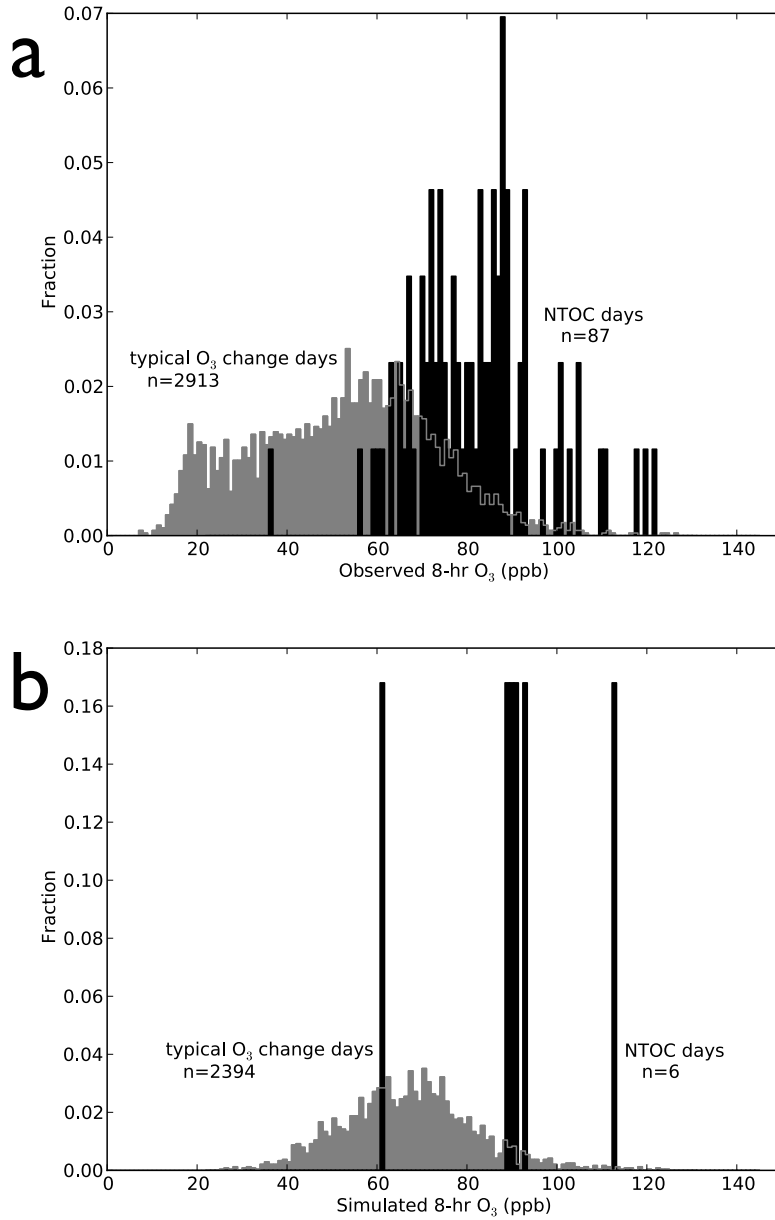 a
0.07
0.06
0.05
0.04
0.03
0.02
0.01
0.00
Fraction
typical O₃ change days
n=2913
NTOC days
n=87
20
40
60
80
100
120
140
Observed 8-hr O₃ (ppb)
b
0.18
0.16
0.14
0.12
0.10
0.08
0.06
0.04
0.02
0.00
Fraction
typical O₃ change days
n=2394
NTOC days
n=6
0
20
40
60
80
100
120
140
Simulated 8-hr O₃ (ppb)